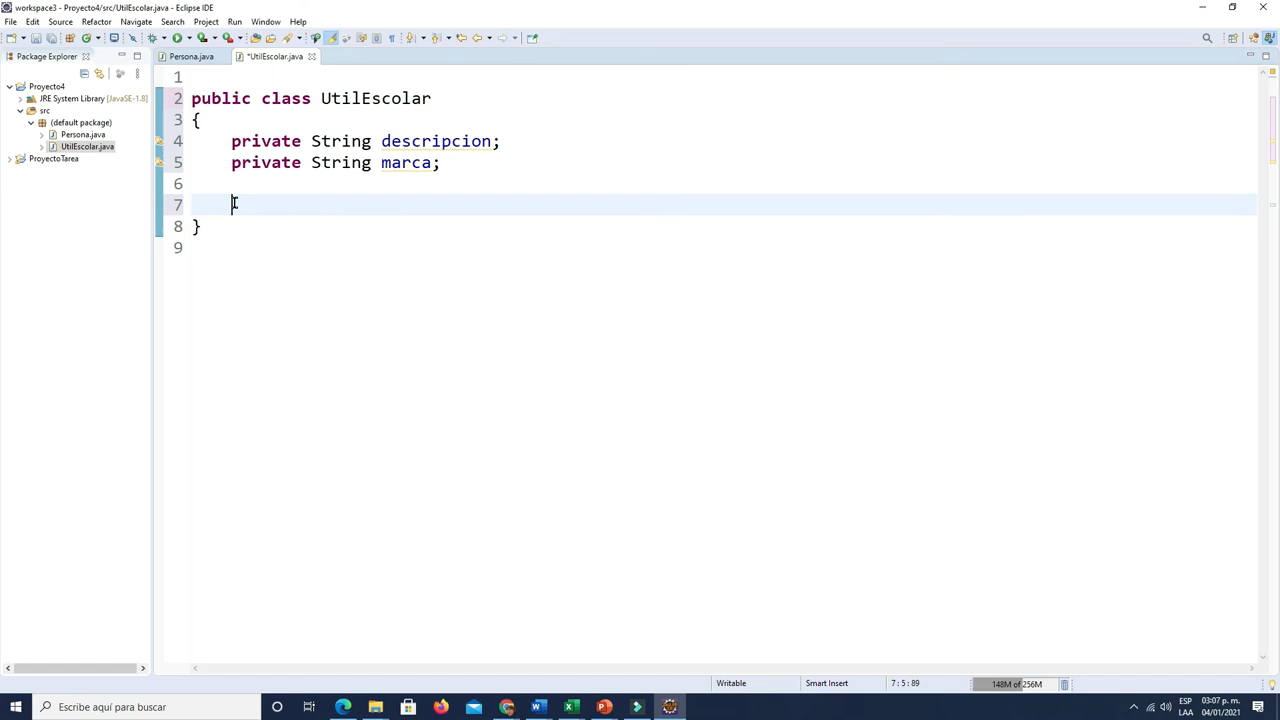 workspace3 - Proyecto4/src/UtilEscolar.java - Eclipse IDE
File Edit Source Refactor Navigate Search Project Run Window Help
Package Explorer
Persona.java
*UtilEscolar.java
Proyecto4
JRE System Library [JavaSE-1.8]
src
(default package)
Persona.java
UtilEscolar.java
ProyectoTarea
1
2 public class UtilEscolar
3 {
4 private String descripcion;
5 private String marca;
6
7
8 }
9
Writable Smart Insert 7 : 5 : 89 148M of 256M
Escribe aquí para buscar
ESP
LAA
03:07 p. m.
04/01/2021